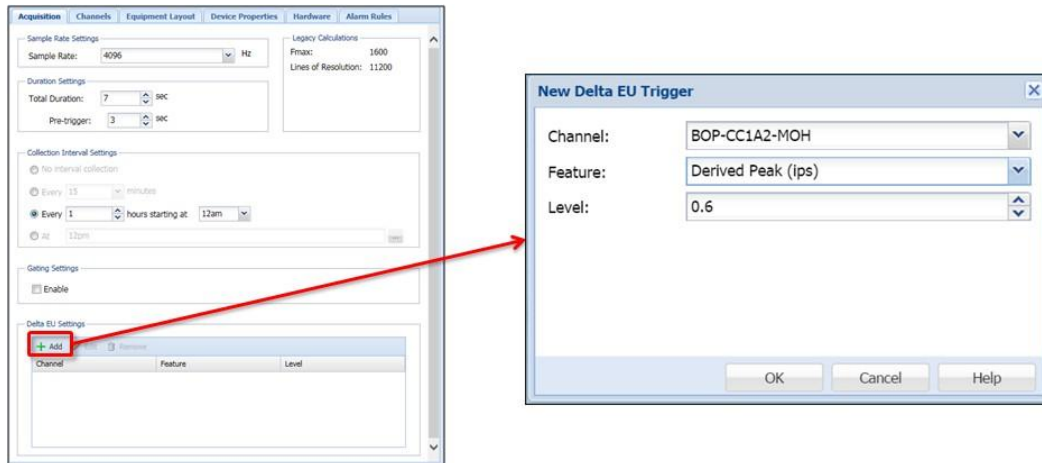 Acquisition Channels Equipment Layout Device Properties Hardware Alarm Rules
Sample Rate Settings
Sample Rate: 4096 Hz
Legacy Calculations
Fmax: 1600
Lines of Resolution: 11200
Duration Settings
Total Duration: 7 sec
Pre-trigger: 3 sec
Collection Interval Settings
No interval collection
Every 15 minutes
Every 1 hours starting at 12am
At 12pm
Gating Settings
Enable
Delta EU Settings
Add Edit Remove
Channel Feature Level
New Delta EU Trigger
Channel: BOP-CC1A2-MOH
Feature: Derived Peak (ips)
Level: 0.6
OK Cancel Help